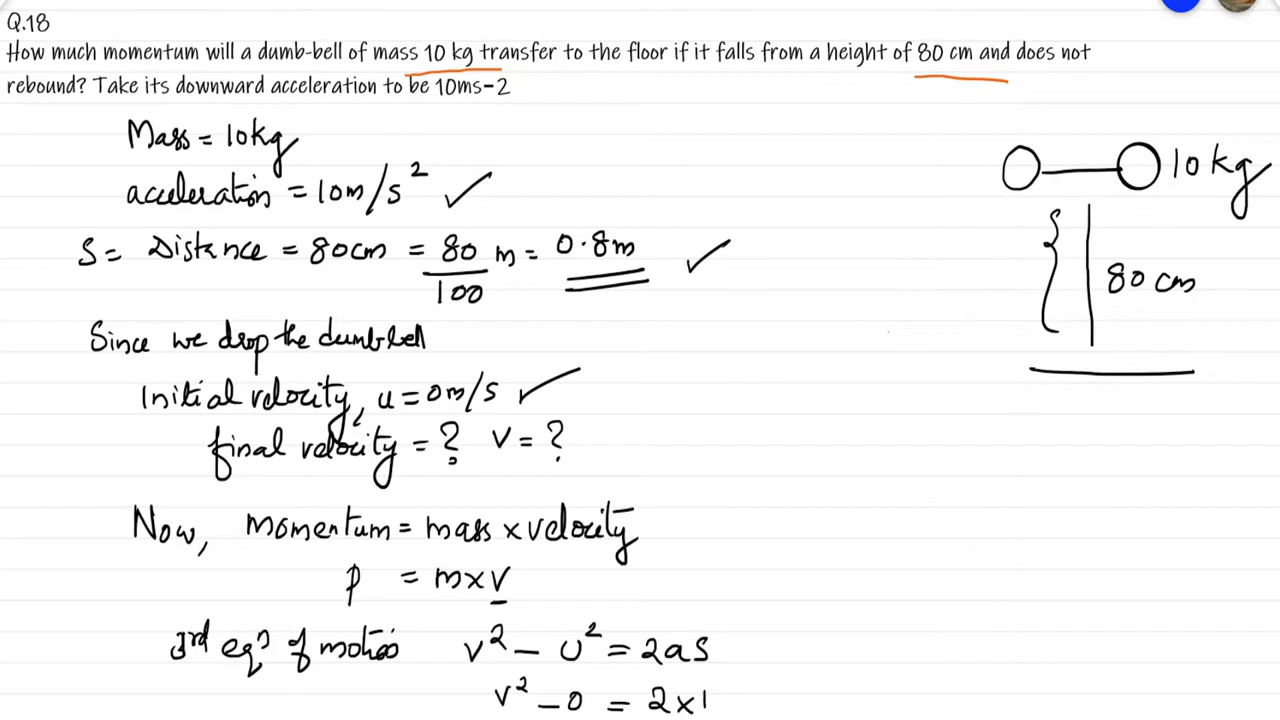 Q.18
How much momentum will a dumb-bell of mass 10 kg transfer to the floor if it falls from a height of 80 cm and does not
rebound? Take its downward acceleration to be 10ms-2
Mass = 10kg
acceleration = 10m/s²
S = Distance = 80cm = 80/100 m = 0.8m
Since we drop the dumbbell
Initial velocity, u = 0m/s
final velocity = ? v = ?
Now, momentum = mass x velocity
p = m x v
3rd eqn of motion v² - u² = 2as
v² - 0 = 2 x 1
10 kg
80 cm